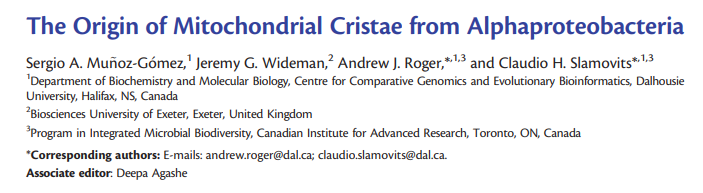 The Origin of Mitochondrial Cristae from Alphaproteobacteria
Sergio A. Muñoz-Gómez,1 Jeremy G. Wideman,2 Andrew J. Roger,*,1,3 and Claudio H. Slamovits*,1,3
1Department of Biochemistry and Molecular Biology, Centre for Comparative Genomics and Evolutionary Bioinformatics, Dalhousie
University, Halifax, NS, Canada
2Biosciences University of Exeter, Exeter, United Kingdom
3Program in Integrated Microbial Biodiversity, Canadian Institute for Advanced Research, Toronto, ON, Canada
*Corresponding authors: E-mails: andrew.roger@dal.ca; claudio.slamovits@dal.ca.
Associate editor: Deepa Agashe